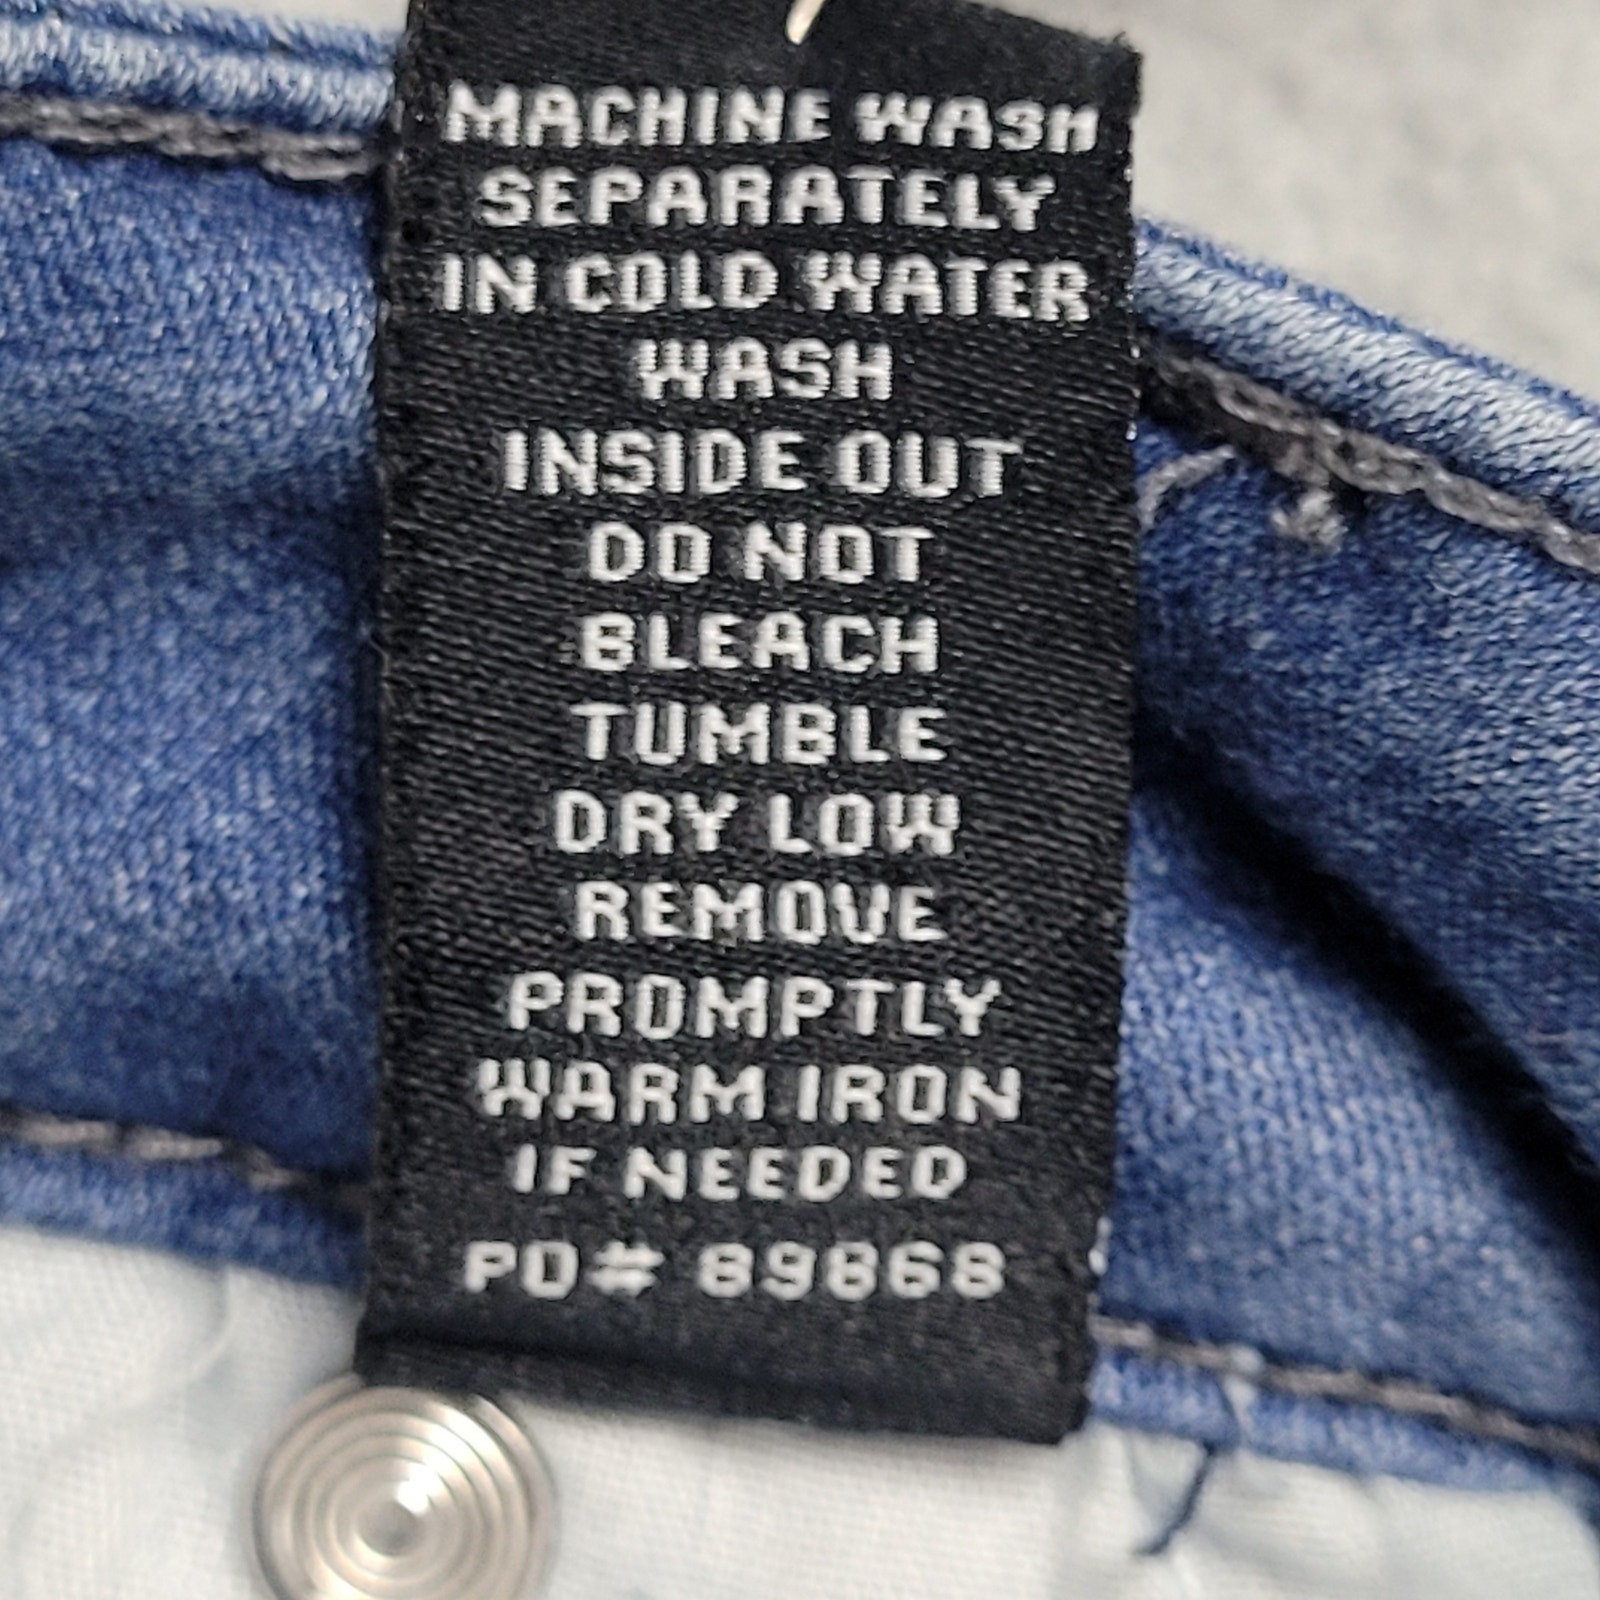 MACHINE WASH
SEPARATELY
IN COLD WATER
WASH
INSIDE OUT
DO NOT
BLEACH
TUMBLE
DRY LOW
REMOVE
PROMPTLY
WARM IRON
IF NEEDED
PO# 89868